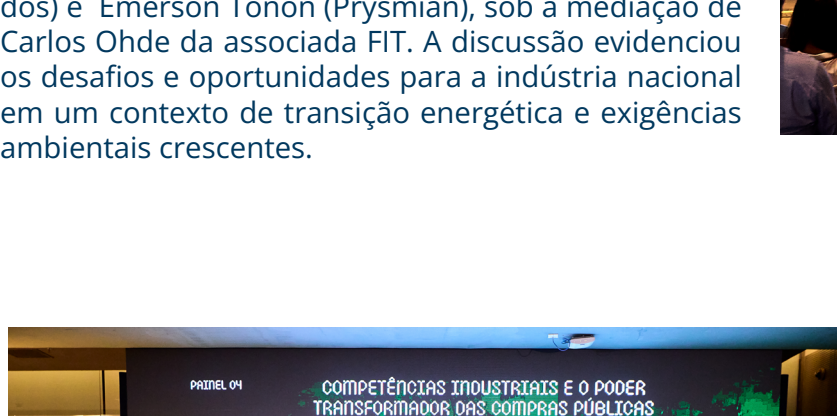 dos) e Emerson Tonon (Prysmian), sob a mediação de
Carlos Ohde da associada FIT. A discussão evidenciou
os desafios e oportunidades para a indústria nacional
em um contexto de transição energética e exigências
ambientais crescentes.
PAINEL 04
COMPETÊNCIAS INDUSTRIAIS E O PODER
TRANSFORMADOR DAS COMPRAS PÚBLICAS